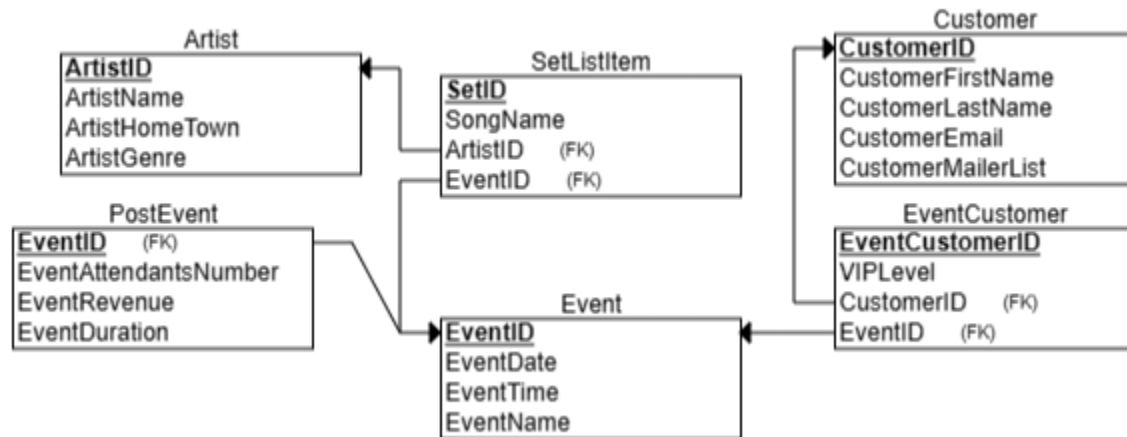 Artist
ArtistID
ArtistName
ArtistHomeTown
ArtistGenre
SetListItem
SetID
SongName
ArtistID (FK)
EventID (FK)
Customer
CustomerID
CustomerFirstName
CustomerLastName
CustomerEmail
CustomerMailerList
PostEvent
EventID (FK)
EventAttendantsNumber
EventRevenue
EventDuration
Event
EventID
EventDate
EventTime
EventName
EventCustomer
EventCustomerID
VIPLevel
CustomerID (FK)
EventID (FK)